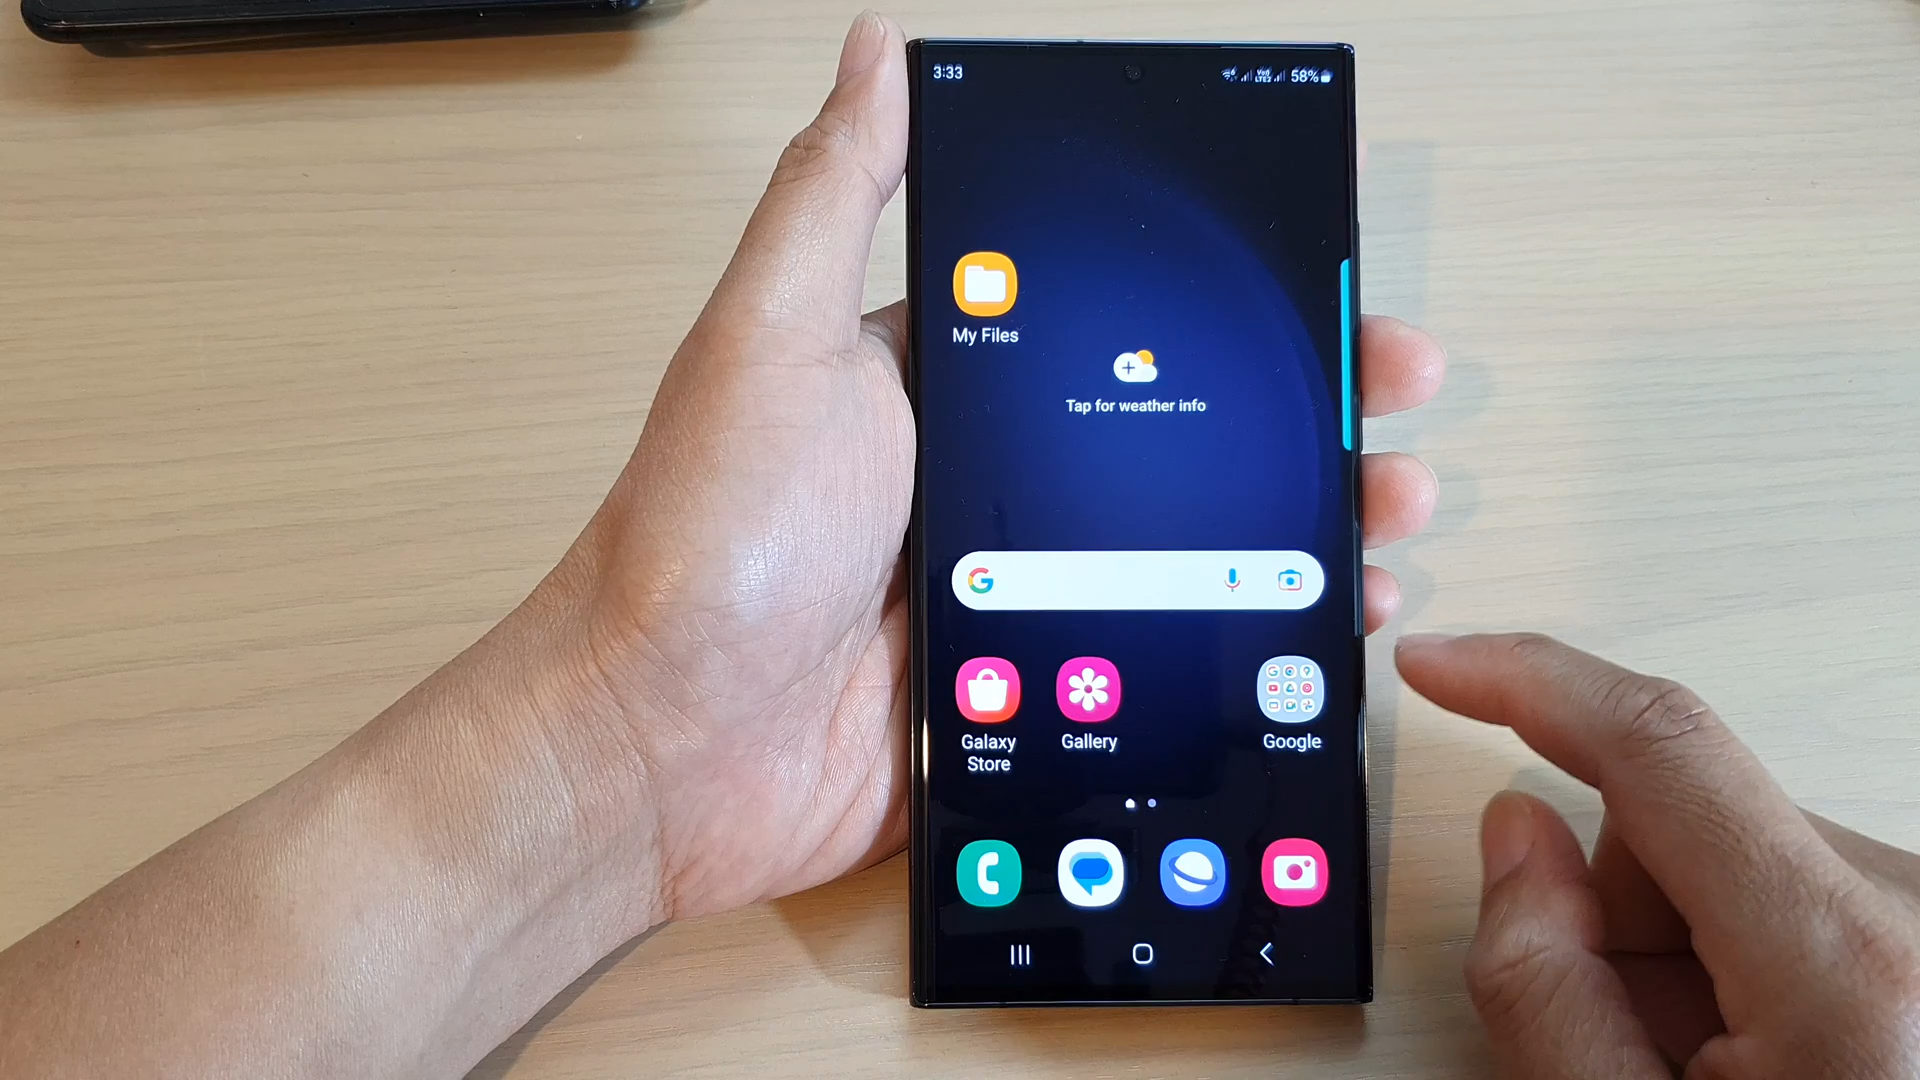 3:33
58%
My Files
Tap for weather info
Galaxy
Store
Gallery
Google